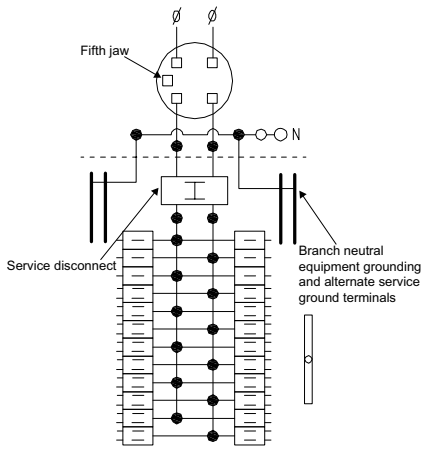 Ø Ø
Fifth jaw
N
Service disconnect
Branch neutral
equipment grounding
and alternate service
ground terminals